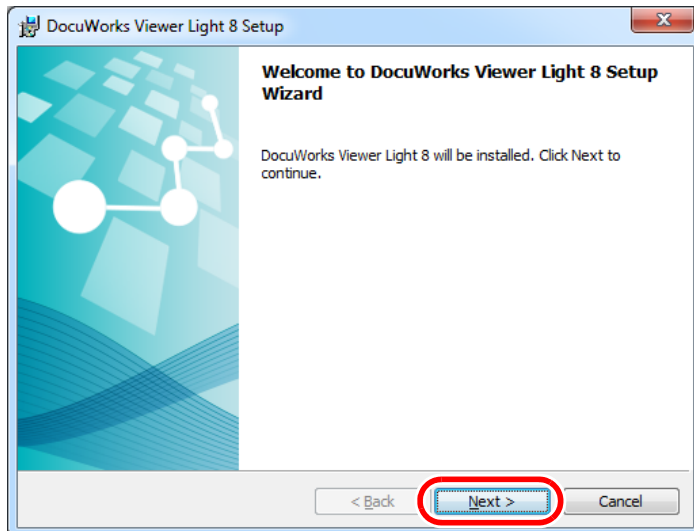 DocuWorks Viewer Light 8 Setup
X
Welcome to DocuWorks Viewer Light 8 Setup
Wizard
DocuWorks Viewer Light 8 will be installed. Click Next to
continue.
< Back Next > Cancel